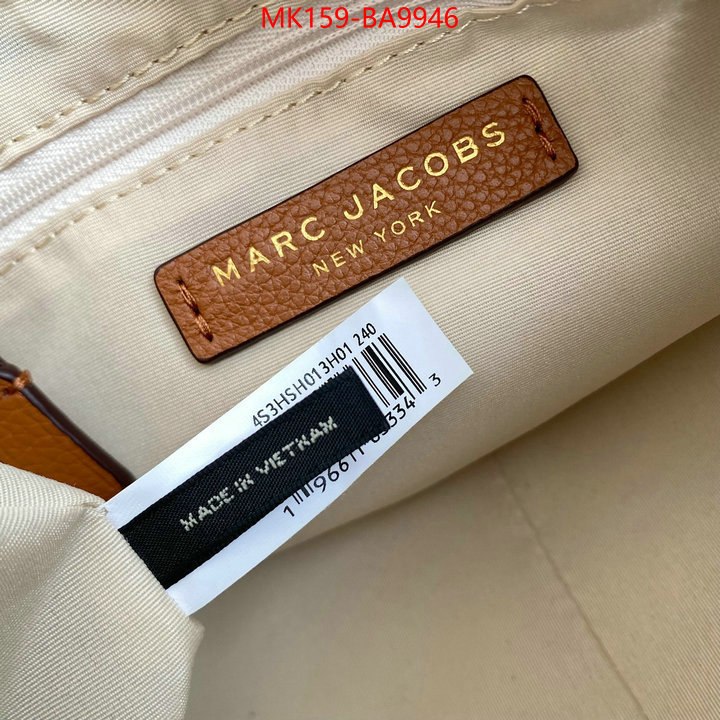 MK159-BA9946
MARC JACOBS
NEW YORK
4S3HSH013H01 240
MADE IN VIETNAM
3